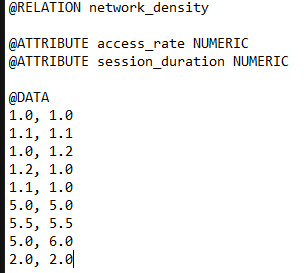 @RELATION network_density
@ATTRIBUTE access_rate NUMERIC
@ATTRIBUTE session_duration NUMERIC
@DATA
1.0, 1.0
1.1, 1.1
1.0, 1.2
1.2, 1.0
1.1, 1.0
5.0, 5.0
5.5, 5.5
5.0, 6.0
2.0, 2.0